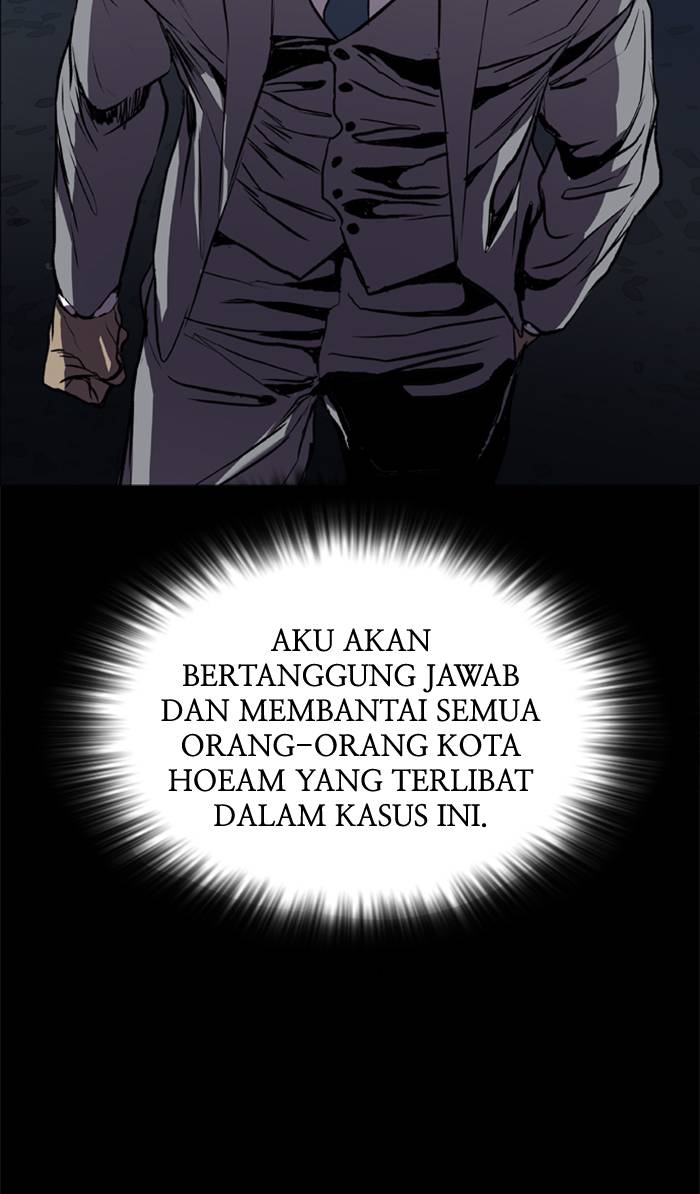 AKU AKAN
BERTANGGUNG JAWAB
DAN MEMBANTAI SEMUA
ORANG-ORANG KOTA
HOEAM YANG TERLIBAT
DALAM KASUS INI.